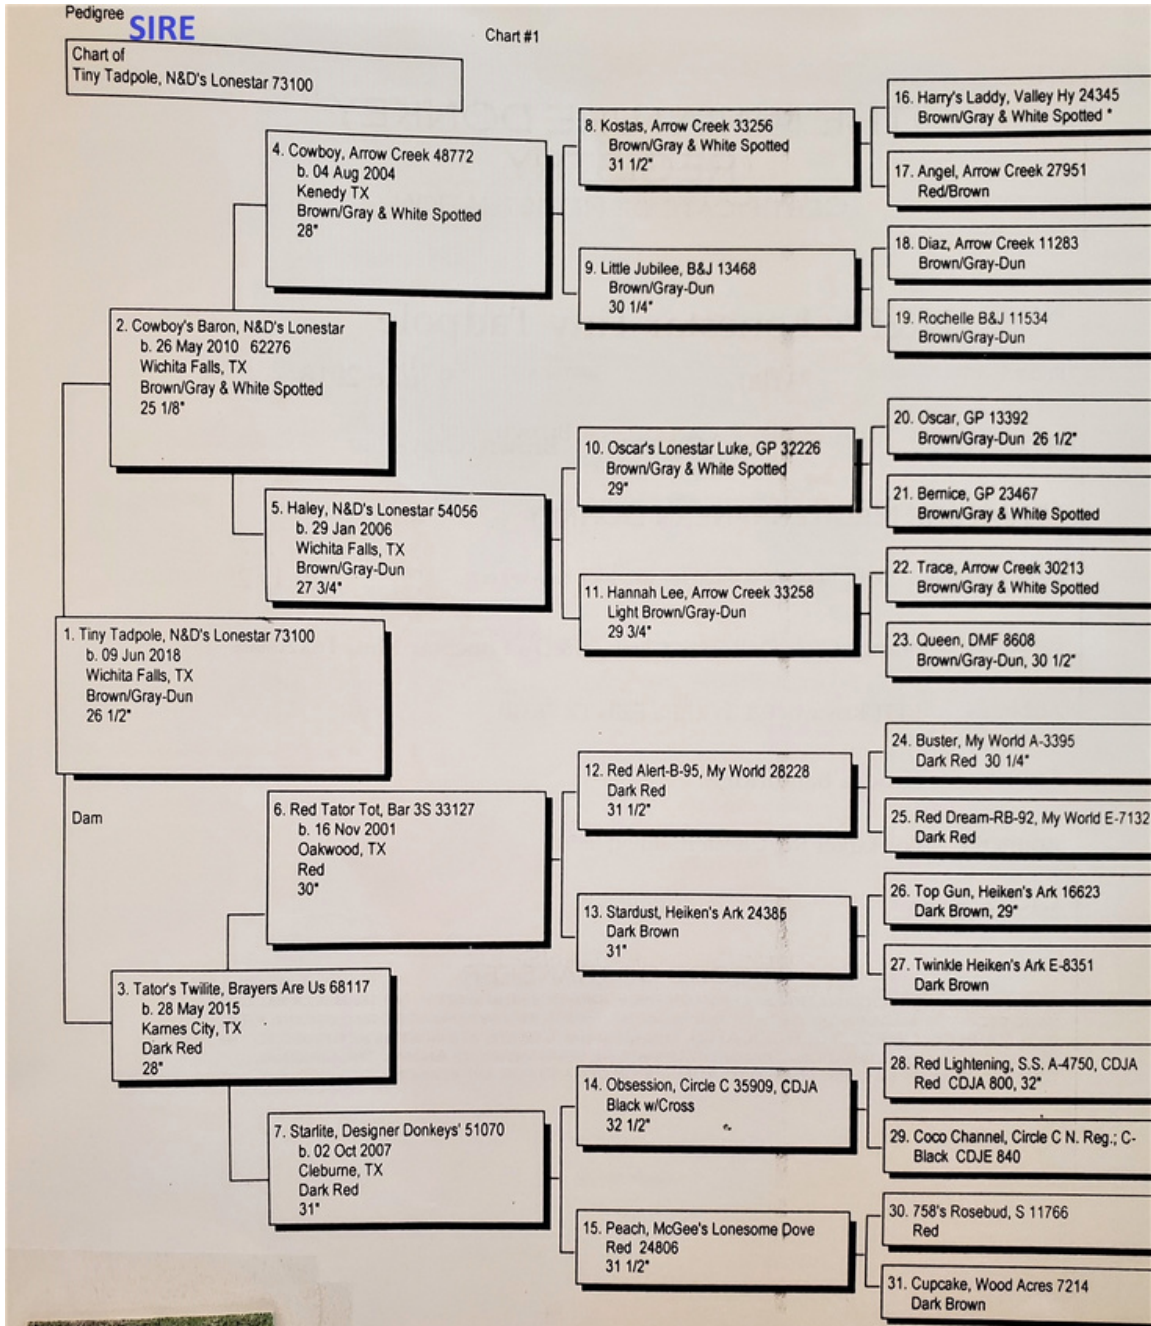 Pedigree
SIRE
Chart #1
Chart of
Tiny Tadpole, N&D's Lonestar 73100
16. Harry's Laddy, Valley Hy 24345
Brown/Gray & White Spotted *
8. Kostas, Arrow Creek 33256
Brown/Gray & White Spotted
31 1/2"
17. Angel, Arrow Creek 27951
Red/Brown
4. Cowboy, Arrow Creek 48772
b. 04 Aug 2004
Kenedy TX
Brown/Gray & White Spotted
28"
18. Diaz, Arrow Creek 11283
Brown/Gray-Dun
9. Little Jubilee, B&J 13468
Brown/Gray-Dun
30 1/4"
19. Rochelle B&J 11534
Brown/Gray-Dun
2. Cowboy's Baron, N&D's Lonestar
b. 26 May 2010 62276
Wichita Falls, TX
Brown/Gray & White Spotted
25 1/8"
20. Oscar, GP 13392
Brown/Gray-Dun 26 1/2"
10. Oscar's Lonestar Luke, GP 32226
Brown/Gray & White Spotted
29"
21. Bernice, GP 23467
Brown/Gray & White Spotted
5. Haley, N&D's Lonestar 54056
b. 29 Jan 2006
Wichita Falls, TX
Brown/Gray-Dun
27 3/4"
22. Trace, Arrow Creek 30213
Brown/Gray & White Spotted
11. Hannah Lee, Arrow Creek 33258
Light Brown/Gray-Dun
29 3/4"
23. Queen, DMF 8608
Brown/Gray-Dun, 30 1/2"
1. Tiny Tadpole, N&D's Lonestar 73100
b. 09 Jun 2018
Wichita Falls, TX
Brown/Gray-Dun
26 1/2"
24. Buster, My World A-3395
Dark Red 30 1/4"
12. Red Alert-B-95, My World 28228
Dark Red
31 1/2"
25. Red Dream-RB-92, My World E-7132
Dark Red
Dam
6. Red Tator Tot, Bar 3S 33127
b. 16 Nov 2001
Oakwood, TX
Red
30"
26. Top Gun, Heiken's Ark 16623
Dark Brown, 29"
13. Stardust, Heiken's Ark 24385
Dark Brown
31"
27. Twinkle Heiken's Ark E-8351
Dark Brown
3. Tator's Twilite, Brayers Are Us 68117
b. 28 May 2015
Karnes City, TX
Dark Red
28"
28. Red Lightening, S.S. A-4750, CDJA
Red CDJA 800, 32"
14. Obsession, Circle C 35909, CDJA
Black w/Cross
32 1/2"
29. Coco Channel, Circle C N. Reg.; C-
Black CDJE 840
7. Starlite, Designer Donkeys' 51070
b. 02 Oct 2007
Cleburne, TX
Dark Red
31"
30. 758's Rosebud, S 11766
Red
15. Peach, McGee's Lonesome Dove
Red 24806
31 1/2"
31. Cupcake, Wood Acres 7214
Dark Brown